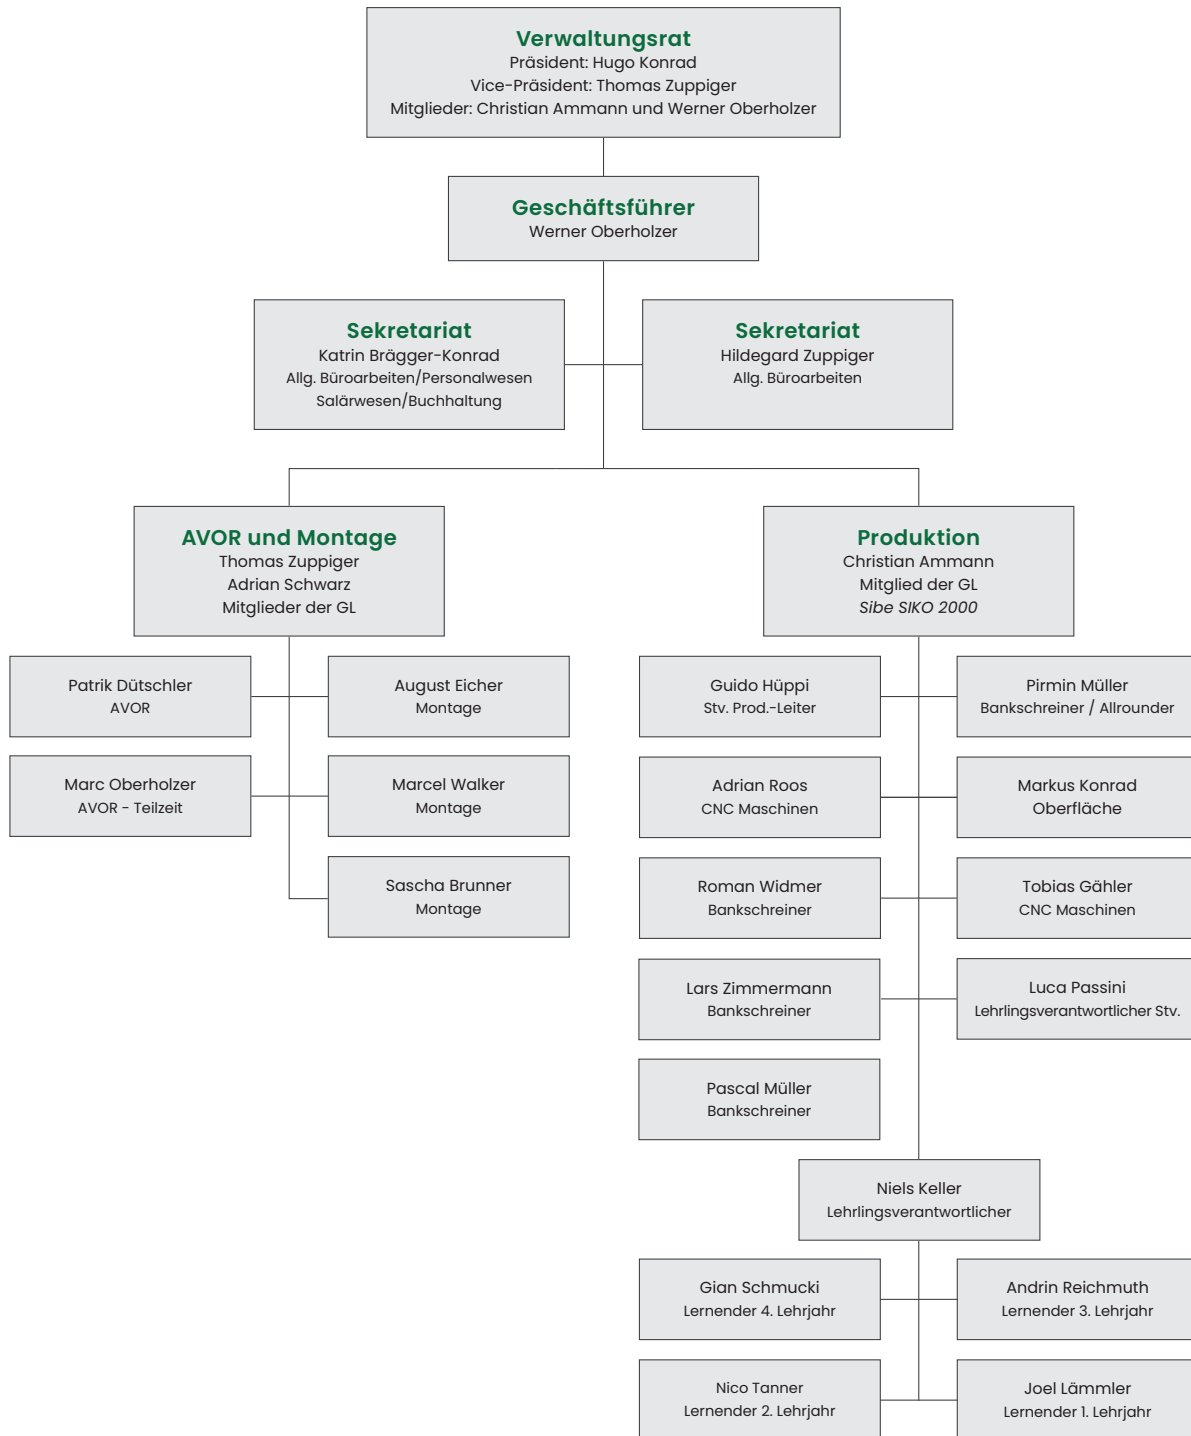 Verwaltungsrat
Präsident: Hugo Konrad
Vice-Präsident: Thomas Zuppiger
Mitglieder: Christian Ammann und Werner Oberholzer
Geschäftsführer
Werner Oberholzer
Sekretariat
Katrin Brägger-Konrad
Allg. Büroarbeiten/Personalwesen
Salärwesen/Buchhaltung
Sekretariat
Hildegard Zuppiger
Allg. Büroarbeiten
AVOR und Montage
Thomas Zuppiger
Adrian Schwarz
Mitglieder der GL
Produktion
Christian Ammann
Mitglied der GL
Sibe SIKO 2000
Patrik Dütschler
AVOR
August Eicher
Montage
Marc Oberholzer
AVOR - Teilzeit
Marcel Walker
Montage
Sascha Brunner
Montage
Guido Hüppi
Stv. Prod.-Leiter
Pirmin Müller
Bankschreiner / Allrounder
Adrian Roos
CNC Maschinen
Markus Konrad
Oberfläche
Roman Widmer
Bankschreiner
Tobias Gähler
CNC Maschinen
Lars Zimmermann
Bankschreiner
Luca Passini
Lehrlingsverantwortlicher Stv.
Pascal Müller
Bankschreiner
Niels Keller
Lehrlingsverantwortlicher
Gian Schmucki
Lernender 4. Lehrjahr
Andrin Reichmuth
Lernender 3. Lehrjahr
Nico Tanner
Lernender 2. Lehrjahr
Joel Lämmler
Lernender 1. Lehrjahr